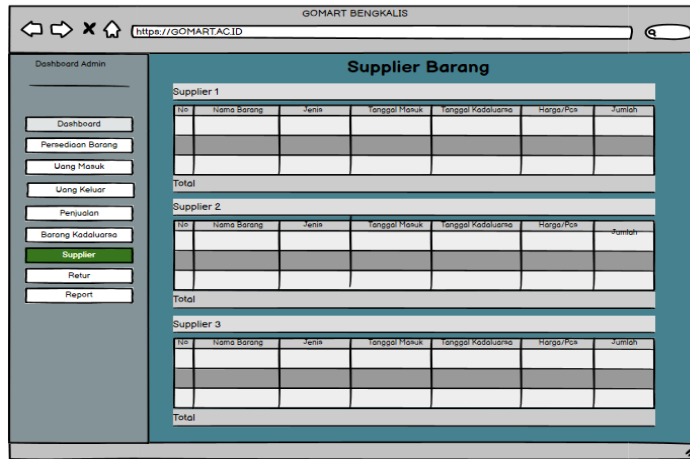 GOMART BENGKALIS
https://GOMART.AC.ID
Dashboard Admin
Dashboard
Persediaan Barang
Uang Masuk
Uang Keluar
Penjualan
Barang Kadaluarsa
Supplier
Retur
Report
Supplier Barang
Supplier 1
No Nama Barang Jenis Tanggal Masuk Tanggal Kadaluarsa Harga/Pcs Jumlah
Total
Supplier 2
No Nama Barang Jenis Tanggal Masuk Tanggal Kadaluarsa Harga/Pcs Jumlah
Total
Supplier 3
No Nama Barang Jenis Tanggal Masuk Tanggal Kadaluarsa Harga/Pcs Jumlah
Total